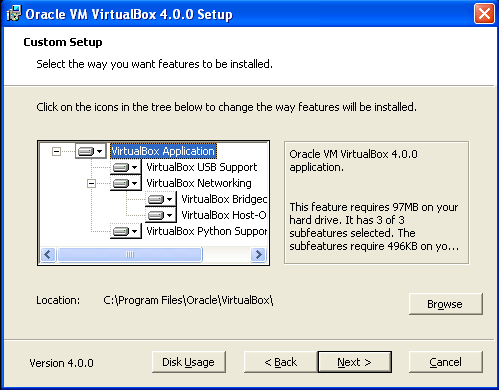 Oracle VM VirtualBox 4.0.0 Setup
Custom Setup
Select the way you want features to be installed.
Click on the icons in the tree below to change the way features will be installed.
VirtualBox Application
VirtualBox USB Support
VirtualBox Networking
VirtualBox Bridgec
VirtualBox Host-O
VirtualBox Python Suppor
Oracle VM VirtualBox 4.0.0
application.
This feature requires 97MB on your
hard drive. It has 3 of 3
subfeatures selected. The
subfeatures require 496KB on yo...
Location: C:\Program Files\Oracle\VirtualBox\
Browse
Version 4.0.0
Disk Usage
< Back
Next >
Cancel